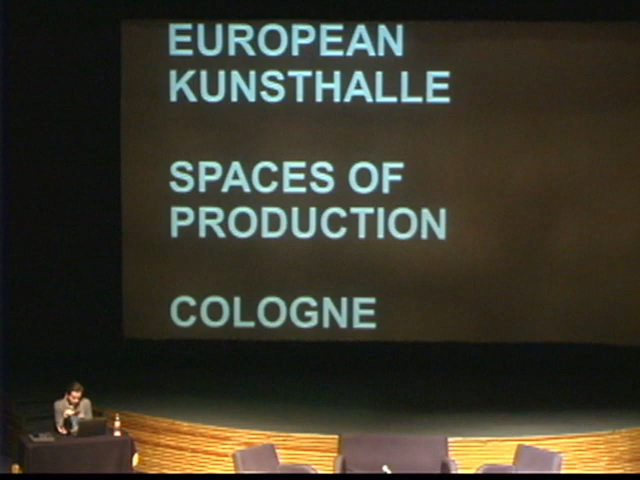 EUROPEAN
KUNSTHALLE
SPACES OF
PRODUCTION
COLOGNE